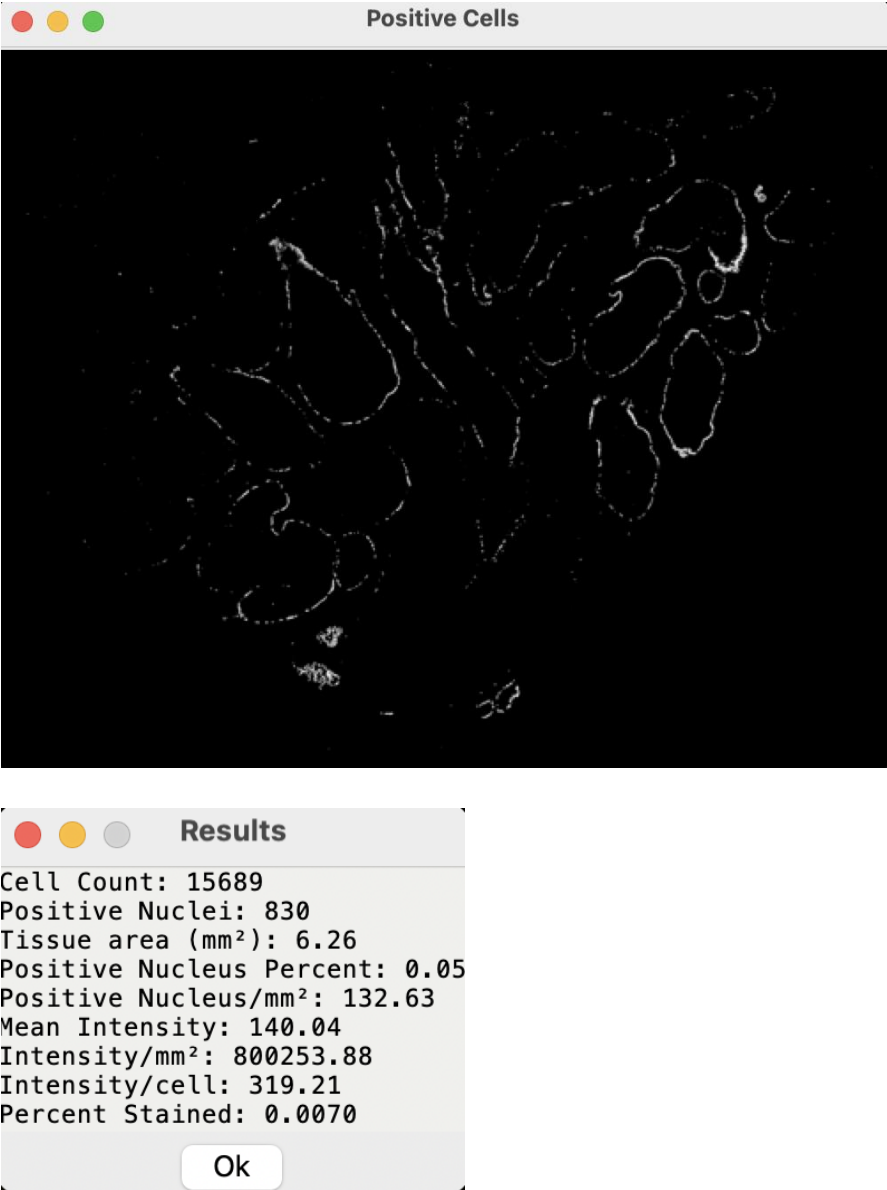 Positive Cells
Results
Cell Count: 15689
Positive Nuclei: 830
Tissue area (mm²): 6.26
Positive Nucleus Percent: 0.05
Positive Nucleus/mm²: 132.63
Mean Intensity: 140.04
Intensity/mm²: 800253.88
Intensity/cell: 319.21
Percent Stained: 0.0070
Ok